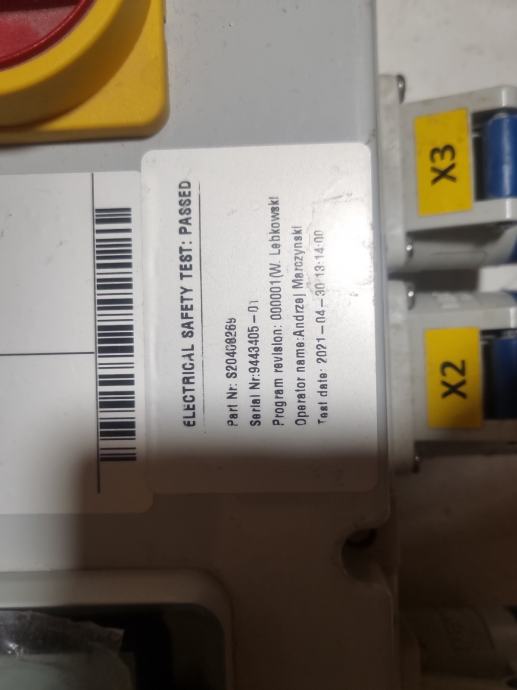 ELECTRICAL SAFETY TEST: PASSED
Part Nr: S20408269
Serial Nr:9443405-01
Program revision: 000001(W. Lebkowski
Operator name:Andrzej Marczynski
Test date: 2021-04-30 13:14:00
X3
X2